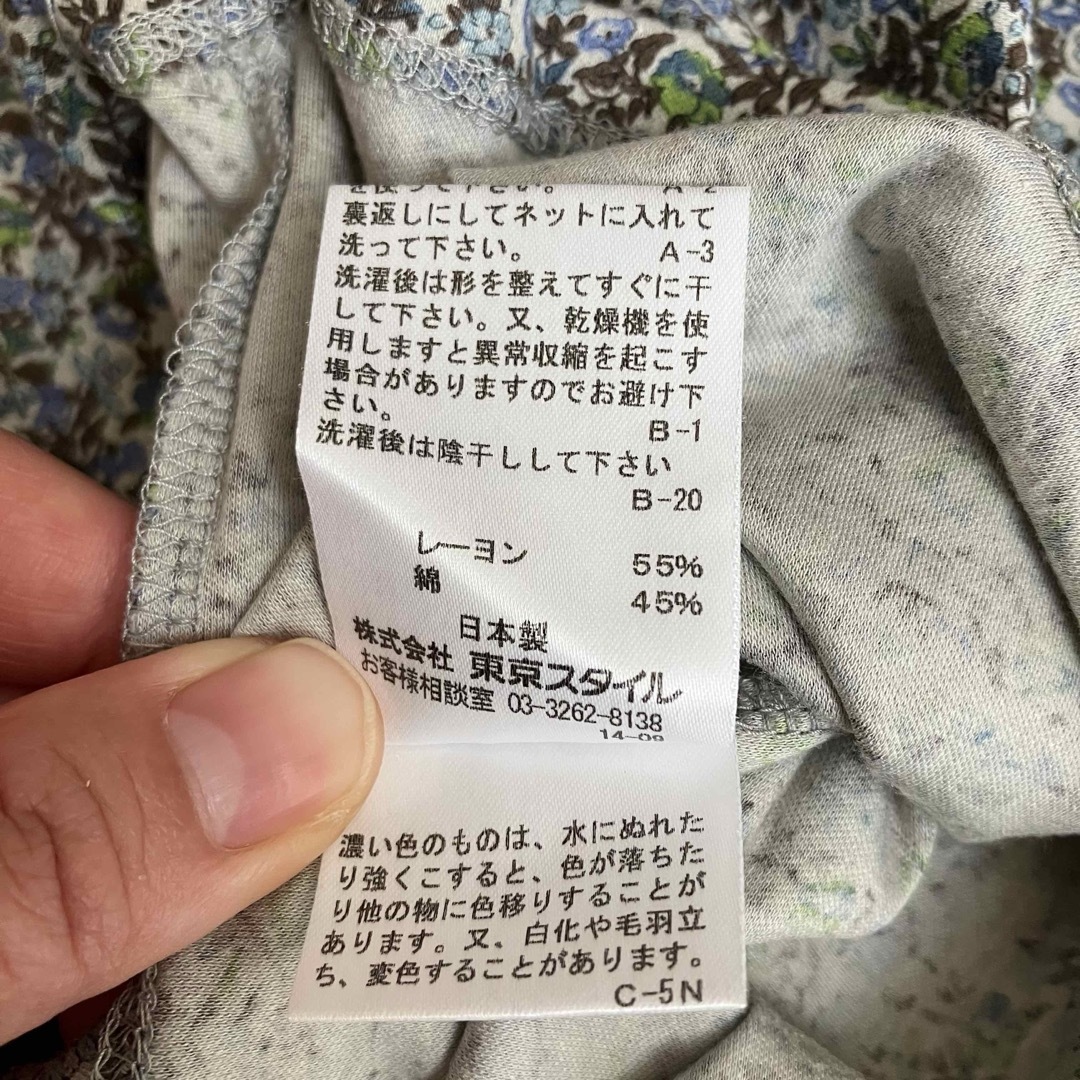 を使って下さい。 A-2
裏返しにしてネットに入れて
洗って下さい。 A-3
洗濯後は形を整えてすぐに干
して下さい。又、乾燥機を使
用しますと異常収縮を起こす
場合がありますのでお避け下
さい。
B-1
洗濯後は陰干しして下さい
B-20
レーヨン 55%
綿 45%
日本製
株式会社 東京スタイル
お客様相談室 03-3262-8138
濃い色のものは、水にぬれた
り強くこすると、色が落ちた
り他の物に色移りすることが
あります。又、白化や毛羽立
ち、変色することがあります。
C-5N